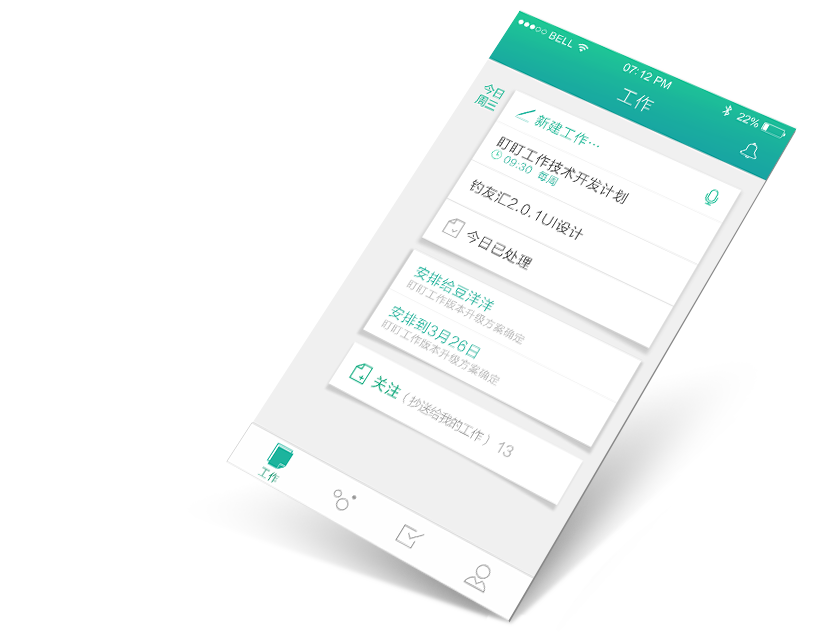 BELL
07:12 PM
22%
工作
今日
周三
新建工作…
盯盯工作技术开发计划
09:30 每周
钓友汇2.0.1UI设计
今日已处理
安排给豆洋洋
盯盯工作版本升级方案确定
安排到3月26日
盯盯工作版本升级方案确定
关注（抄送给我的工作）13
工作